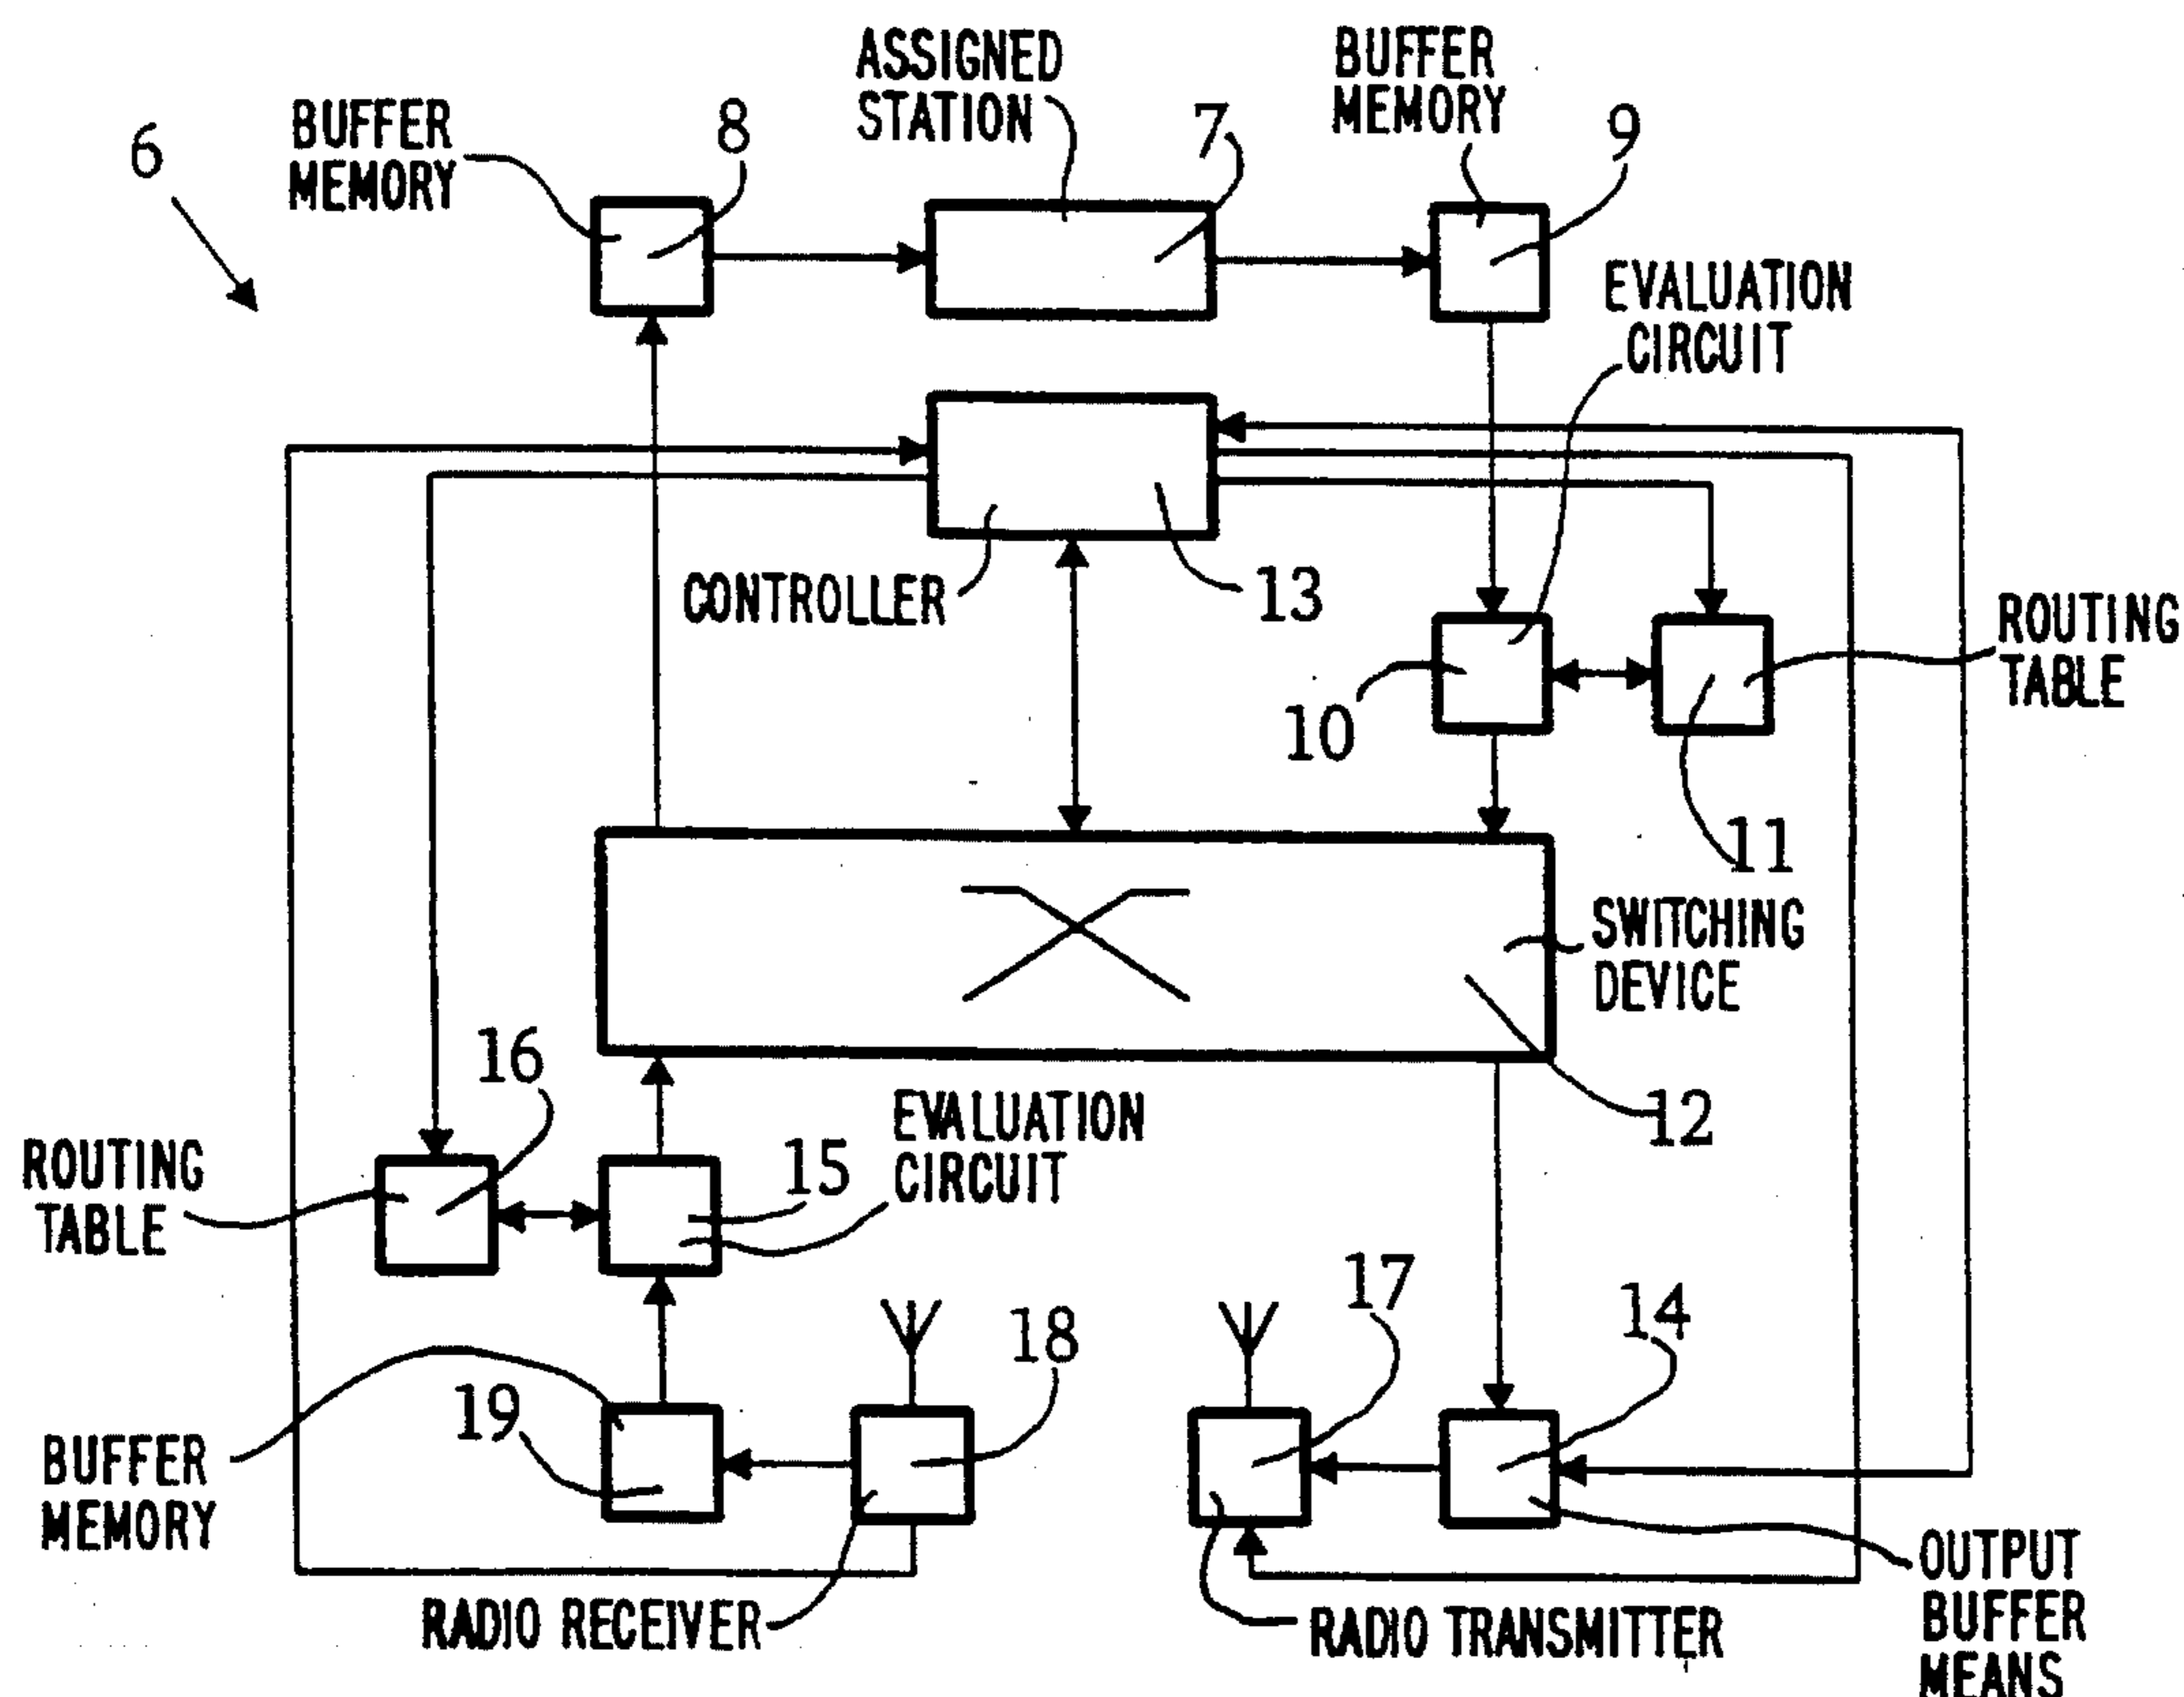 ASSIGNED
STATION
BUFFER
MEMORY
BUFFER
MEMORY
6
8
7
9
EVALUATION
CIRCUIT
CONTROLLER
13
ROUTING
TABLE
10
11
SWITCHING
DEVICE
16
12
EVALUATION
CIRCUIT
ROUTING
TABLE
15
17
14
18
19
BUFFER
MEMORY
RADIO RECEIVER
RADIO TRANSMITTER
OUTPUT
BUFFER
MEANS